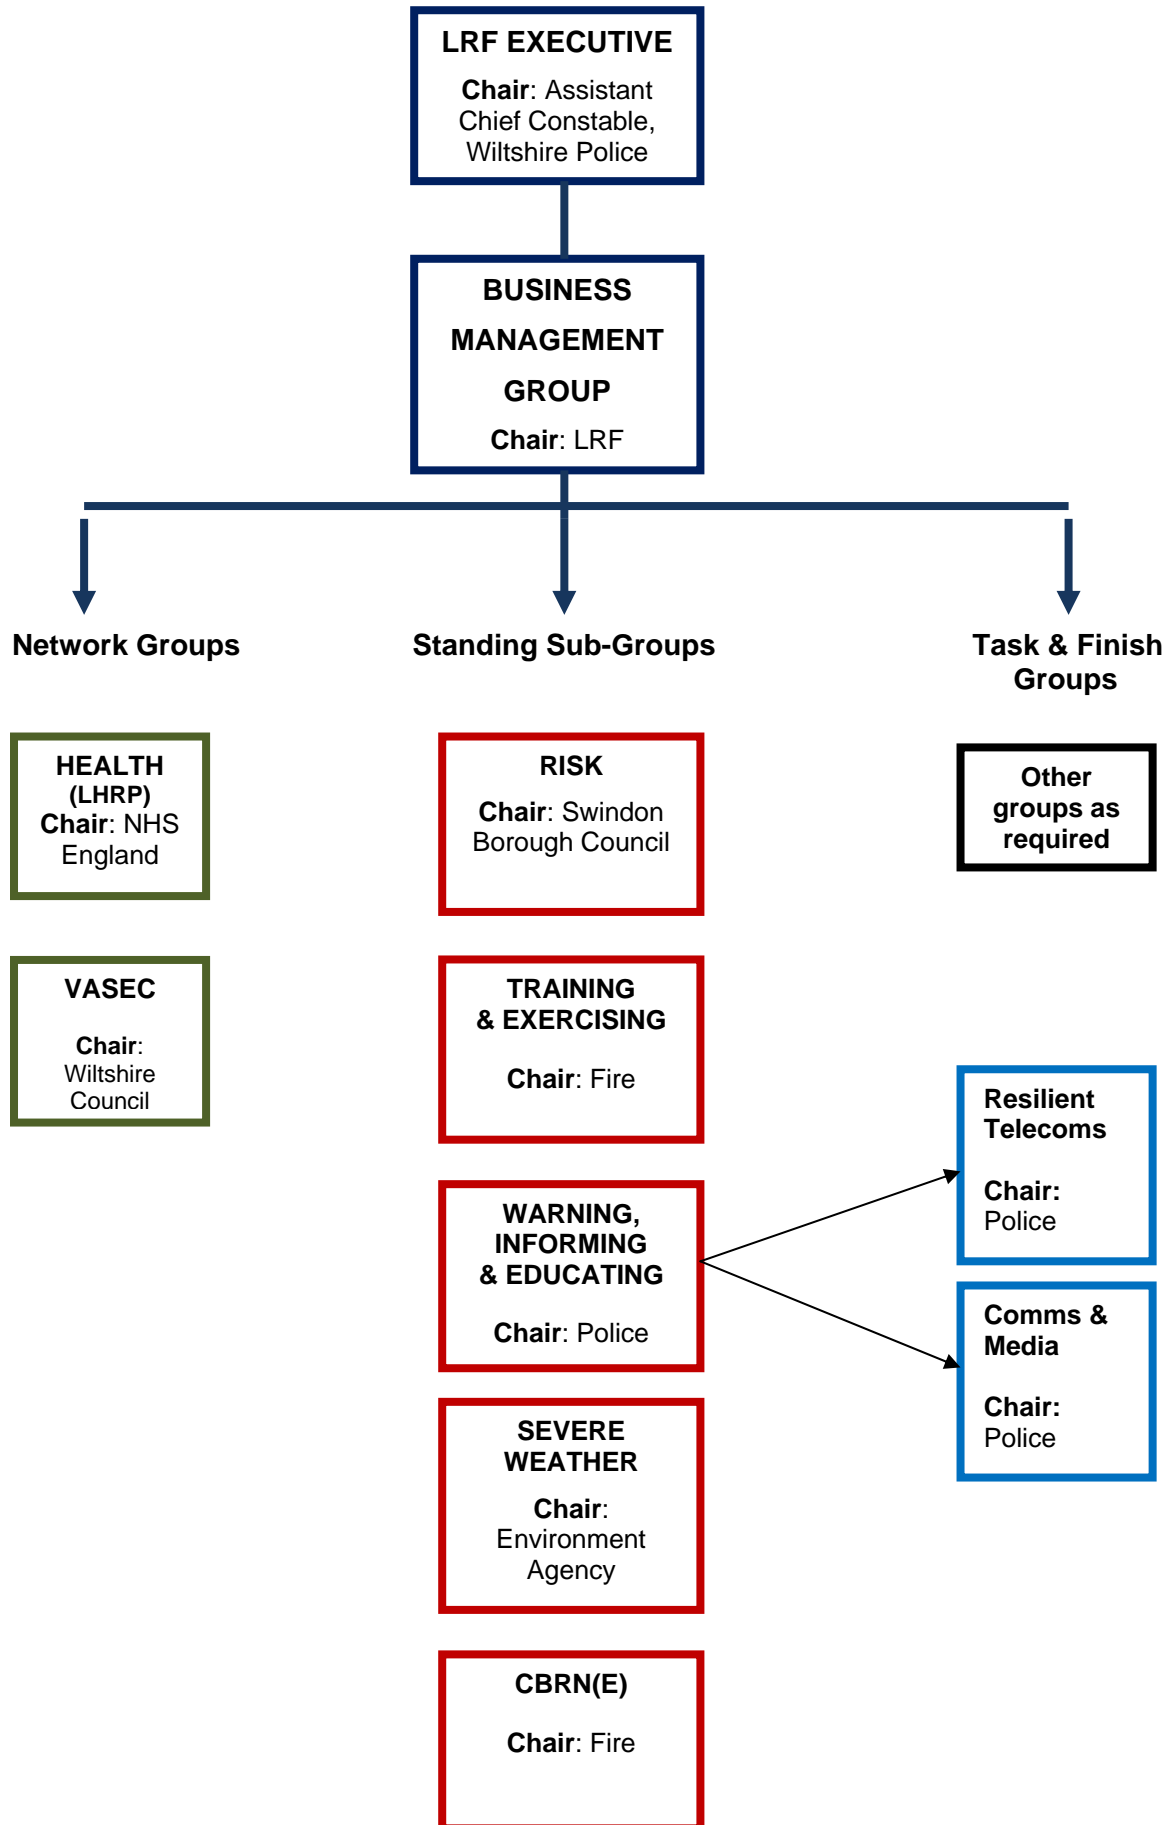 LRF EXECUTIVE
Chair: Assistant
Chief Constable,
Wiltshire Police
BUSINESS
MANAGEMENT
GROUP
Chair: LRF
Network Groups
Standing Sub-Groups
Task & Finish
Groups
HEALTH
(LHRP)
Chair: NHS
England
RISK
Chair: Swindon
Borough Council
Other
groups as
required
VASEC
Chair:
Wiltshire
Council
TRAINING
& EXERCISING
Chair: Fire
Resilient
Telecoms
Chair:
Police
WARNING,
INFORMING
& EDUCATING
Chair: Police
Comms &
Media
Chair:
Police
SEVERE
WEATHER
Chair:
Environment
Agency
CBRN(E)
Chair: Fire